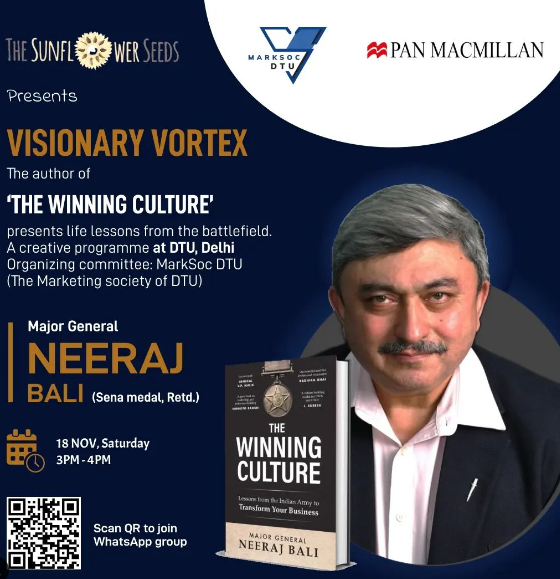 THE SUNFLOWER SEEDS
MARKSOC
DTU
PAN MACMILLAN
Presents
VISIONARY VORTEX
The author of
‘THE WINNING CULTURE’
presents life lessons from the battlefield.
A creative programme at DTU, Delhi
Organizing committee: MarkSoc DTU
(The Marketing society of DTU)
Major General
NEERAJ
BALI (Sena medal, Retd.)
18 NOV, Saturday
3PM - 4PM
Scan QR to join
WhatsApp group
THE
WINNING
CULTURE
Lessons from the Indian Army to
Transform Your Business
MAJOR GENERAL
NEERAJ BALI